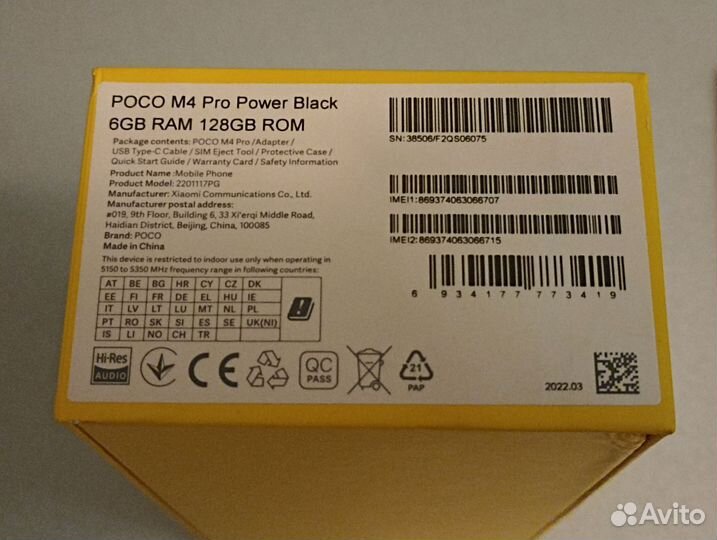 POCO M4 Pro Power Black
6GB RAM 128GB ROM
Package contents: POCO M4 Pro /Adapter/
USB Type-C Cable / SIM Eject Tool / Protective Case /
Quick Start Guide / Warranty Card / Safety Information
Product Name :Mobile Phone
Product Model: 2201117PG
Manufacturer: Xiaomi Communications Co., Ltd.
Manufacturer postal address:
#019, 9th Floor, Building 6, 33 Xi'erqi Middle Road,
Haidian District, Beijing, China, 100085
Brand: POCO
Made in China
This device is restricted to indoor use only when operating in
5150 to 5350 MHz frequency range in following countries:
AT BE BG HR CY CZ DK
EE FI FR DE EL HU IE
IT LV LT LU MT NL PL
PT RO SK SI ES SE UK(NI)
IS LI NO CH TR
SN: 38506/F2QS06075
IMEI1:869374063066707
IMEI2:869374063066715
6 934177 773419
Hi-Res
AUDIO
CE
QC
PASS
21
PAP
2022.03
Avito